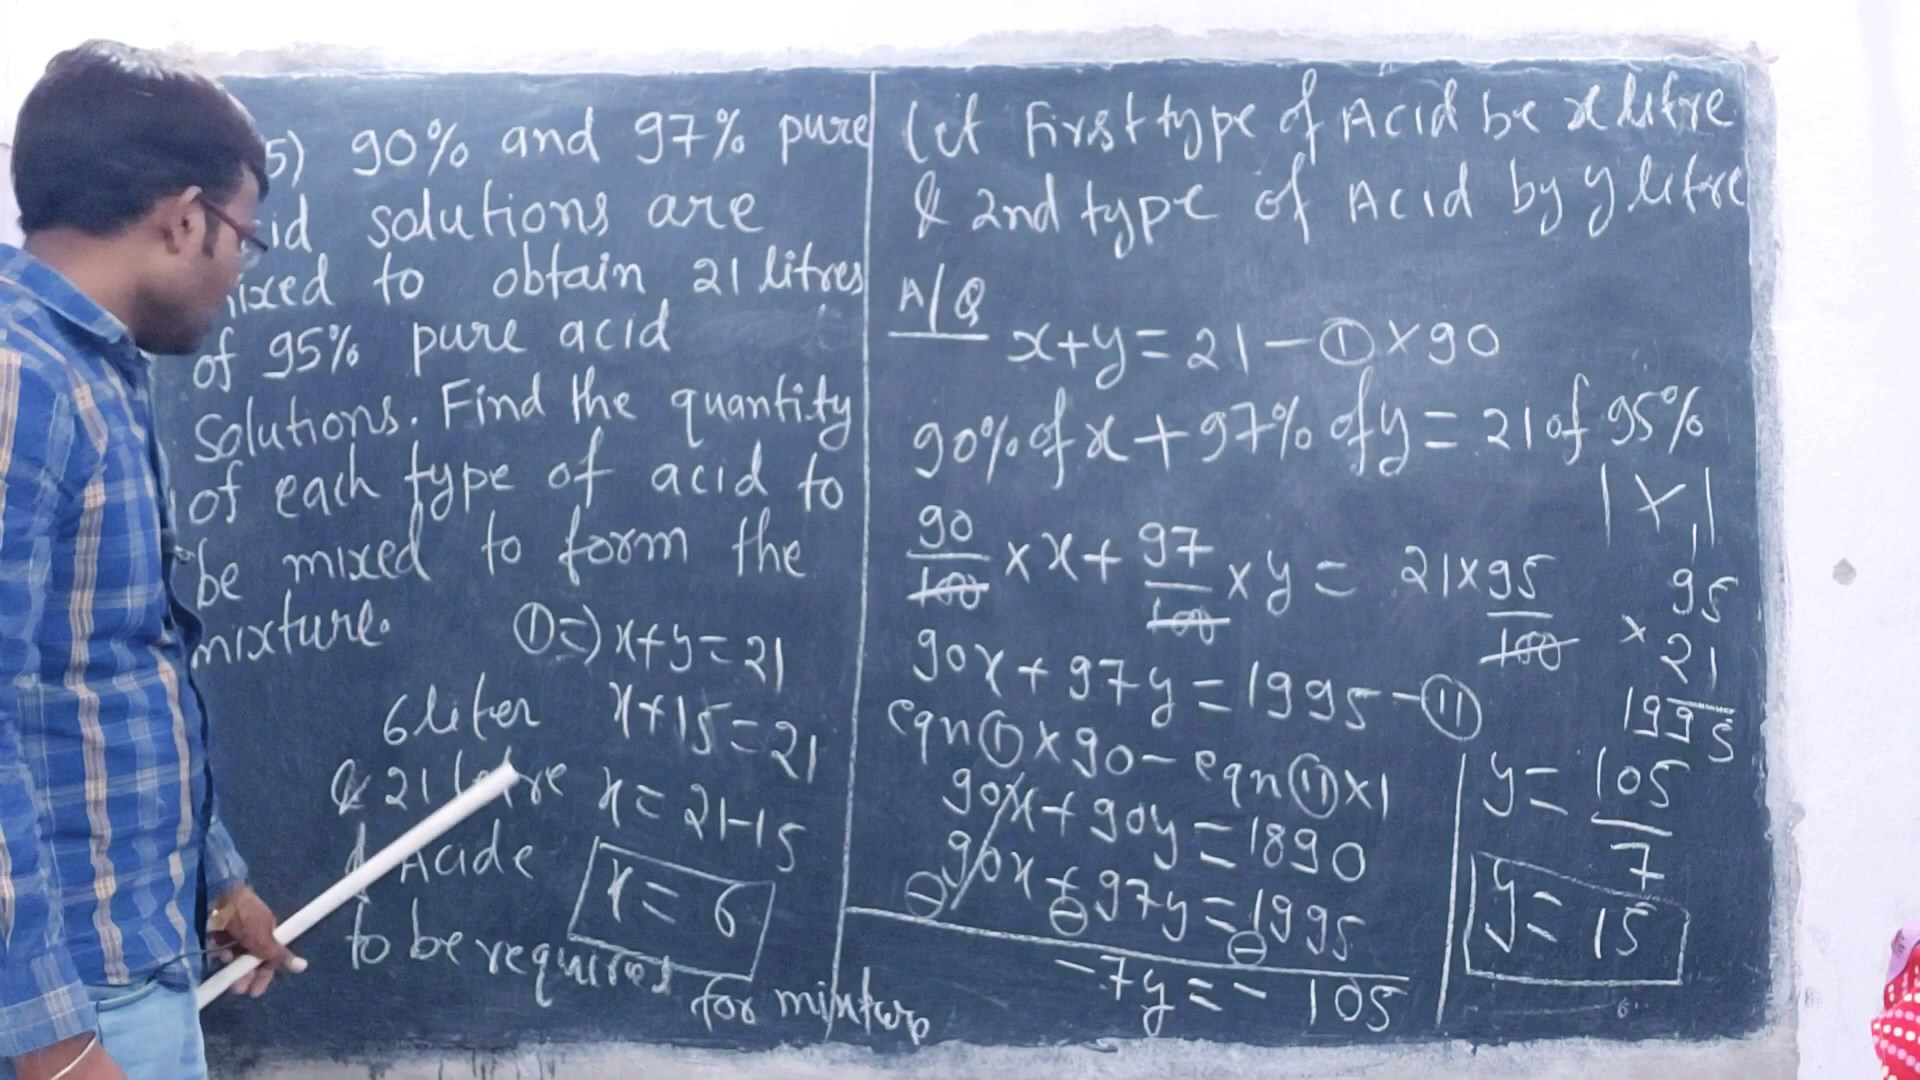 5) 90% and 97% pure
id solutions are
ixed to obtain 21 litres
of 95% pure acid
Solutions. Find the quantity
of each type of acid to
be mixed to form the
mixture.
① => x+y=21
x+15=21
x=21-15
x=6
6 liter
& 21
Acide
to be requires for mixture
Let First type of Acid be x litre
& 2nd type of Acid by y litre
A/Q
x+y=21-①×90
90% of x+97% of y=21 of 95%
1×1
90/100 ×x+ 97/100 ×y= 21×95/100
95
×21
1995
90x+97y=1995-⑪
eqn①×90- eqn⑪×1
90x+90y=1890
90x+97y=1995
⊖ ⊖ ⊖
-7y=-105
y=105/7
y=15